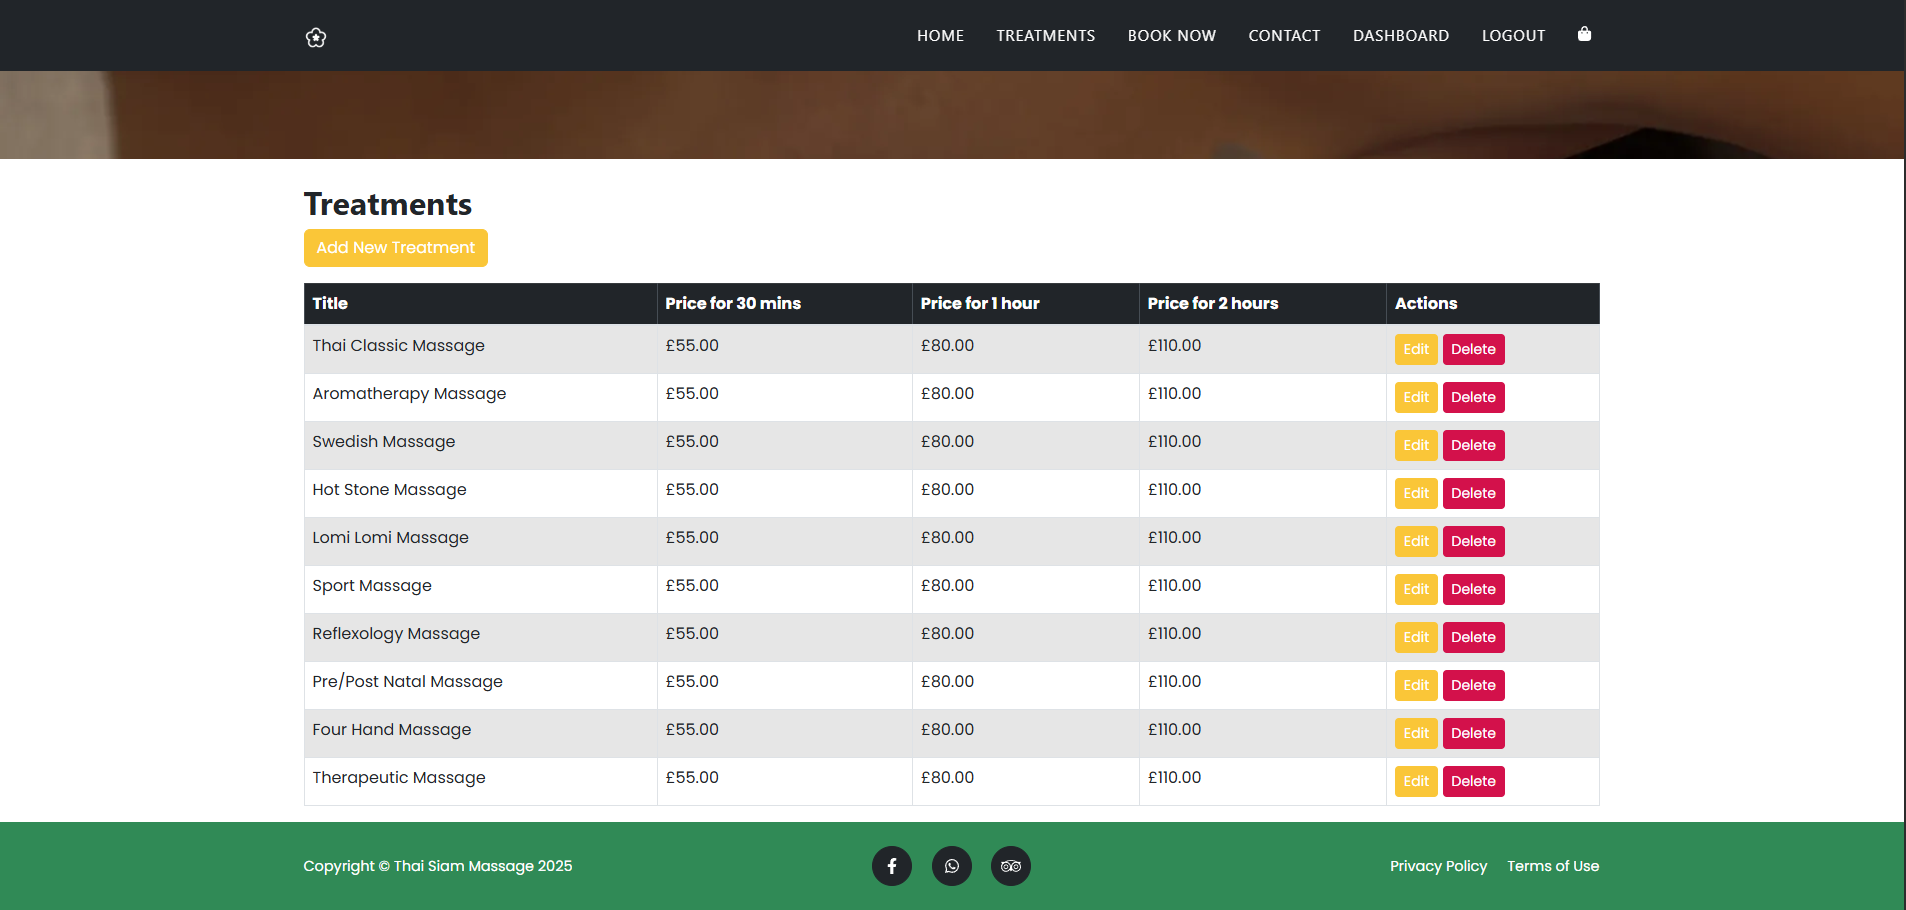 HOME TREATMENTS BOOK NOW CONTACT DASHBOARD LOGOUT
Treatments
Add New Treatment
Title Price for 30 mins Price for 1 hour Price for 2 hours Actions
Thai Classic Massage £55.00 £80.00 £110.00 Edit Delete
Aromatherapy Massage £55.00 £80.00 £110.00 Edit Delete
Swedish Massage £55.00 £80.00 £110.00 Edit Delete
Hot Stone Massage £55.00 £80.00 £110.00 Edit Delete
Lomi Lomi Massage £55.00 £80.00 £110.00 Edit Delete
Sport Massage £55.00 £80.00 £110.00 Edit Delete
Reflexology Massage £55.00 £80.00 £110.00 Edit Delete
Pre/Post Natal Massage £55.00 £80.00 £110.00 Edit Delete
Four Hand Massage £55.00 £80.00 £110.00 Edit Delete
Therapeutic Massage £55.00 £80.00 £110.00 Edit Delete
Copyright © Thai Siam Massage 2025 Privacy Policy Terms of Use